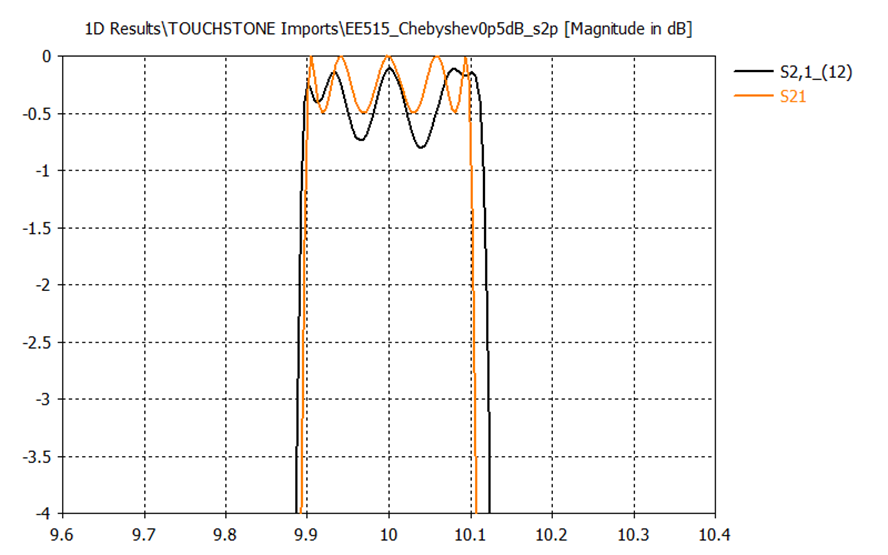 1D Results\TOUCHSTONE Imports\EE515_Chebyshev0p5dB_s2p [Magnitude in dB]
S2,1_(12)
S21
0
-0.5
-1
-1.5
-2
-2.5
-3
-3.5
-4
9.6 9.7 9.8 9.9 10 10.1 10.2 10.3 10.4